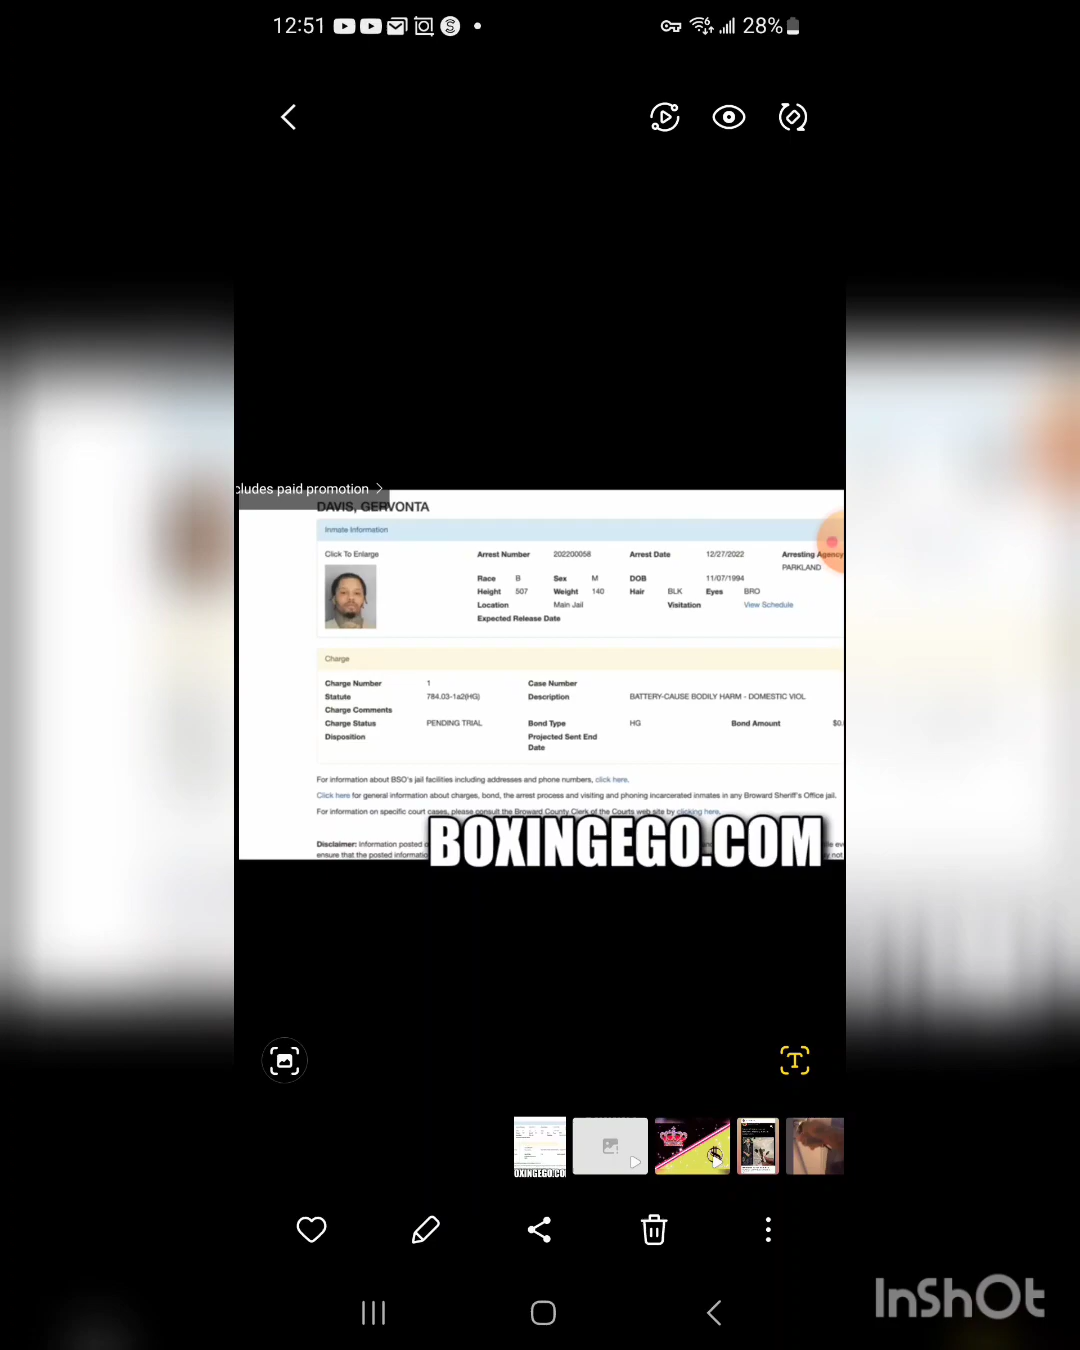 12:51
28%
cludes paid promotion >
DAVIS, GERVONTA
Inmate Information
Click To Enlarge
Arrest Number 202200058 Arrest Date 12/27/2022 Arresting Agency
PARKLAND
Race B Sex M DOB 11/07/1994
Height 507 Weight 140 Hair BLK Eyes BRO
Location Main Jail Visitation View Schedule
Expected Release Date
Charge
Charge Number 1 Case Number
Statute 784.03-1a2(HG) Description BATTERY-CAUSE BODILY HARM - DOMESTIC VIOL
Charge Comments
Charge Status PENDING TRIAL Bond Type HG Bond Amount $0.
Disposition Projected Sent End
Date
For information about BSO's jail facilities including addresses and phone numbers, click here.
Click here for general information about charges, bond, the arrest process and visiting and phoning incarcerated inmates in any Broward Sheriff's Office jail.
For information on specific court cases, please consult the Broward County Clerk of the Courts web site by clicking here.
Disclaimer: Information posted
ensure that the posted informatio
BOXINGEGO.COM
OXINGEGO.CO
InShOt